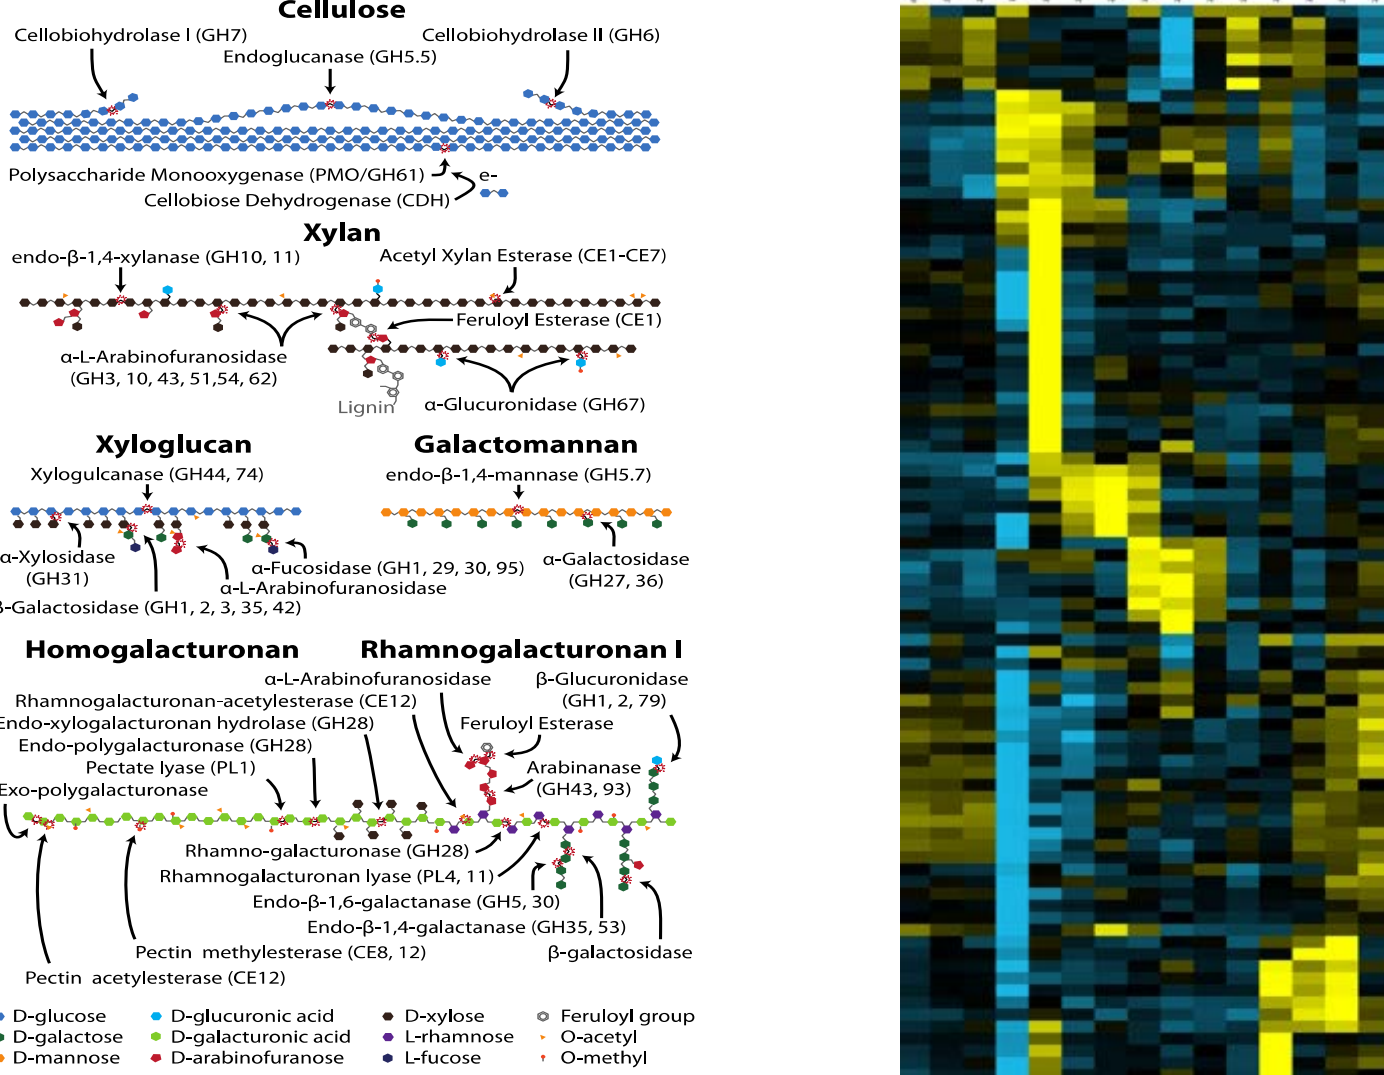 Cellulose
Cellobiohydrolase I (GH7)
Cellobiohydrolase II (GH6)
Endoglucanase (GH5.5)
Polysaccharide Monooxygenase (PMO/GH61)
e-
Cellobiose Dehydrogenase (CDH)
Xylan
endo-β-1,4-xylanase (GH10, 11)
Acetyl Xylan Esterase (CE1-CE7)
Feruloyl Esterase (CE1)
α-L-Arabinofuranosidase
(GH3, 10, 43, 51,54, 62)
Lignin
α-Glucuronidase (GH67)
Xyloglucan
Galactomannan
Xylogulcanase (GH44, 74)
endo-β-1,4-mannase (GH5.7)
α-Xylosidase
(GH31)
α-Fucosidase (GH1, 29, 30, 95)
α-L-Arabinofuranosidase
α-Galactosidase
(GH27, 36)
β-Galactosidase (GH1, 2, 3, 35, 42)
Homogalacturonan
Rhamnogalacturonan I
α-L-Arabinofuranosidase
β-Glucuronidase
(GH1, 2, 79)
Rhamnogalacturonan-acetylesterase (CE12)
Endo-xylogalacturonan hydrolase (GH28)
Feruloyl Esterase
Endo-polygalacturonase (GH28)
Pectate lyase (PL1)
Arabinanase
(GH43, 93)
Exo-polygalacturonase
Rhamno-galacturonase (GH28)
Rhamnogalacturonan lyase (PL4, 11)
Endo-β-1,6-galactanase (GH5, 30)
Endo-β-1,4-galactanase (GH35, 53)
Pectin methylesterase (CE8, 12)
β-galactosidase
Pectin acetylesterase (CE12)
D-glucose
D-glucuronic acid
D-xylose
Feruloyl group
D-galactose
D-galacturonic acid
L-rhamnose
O-acetyl
D-mannose
D-arabinofuranose
L-fucose
O-methyl